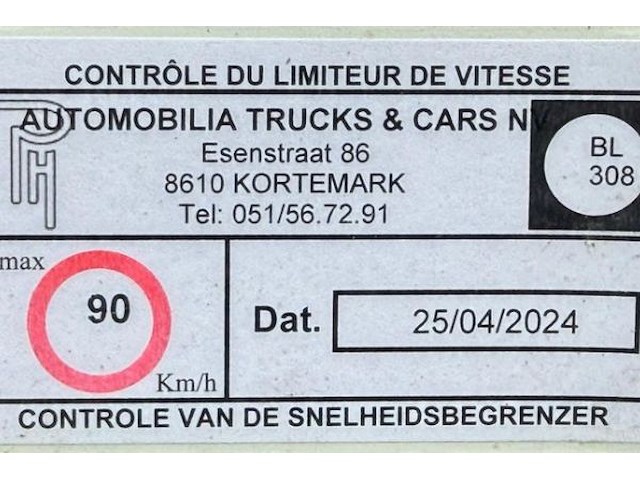 CONTRÔLE DU LIMITEUR DE VITESSE
AUTOMOBILIA TRUCKS & CARS NV
Esenstraat 86
8610 KORTEMARK
Tel: 051/56.72.91
BL
308
max
90
Km/h
Dat. 25/04/2024
CONTROLE VAN DE SNELHEIDSBEGRENZER